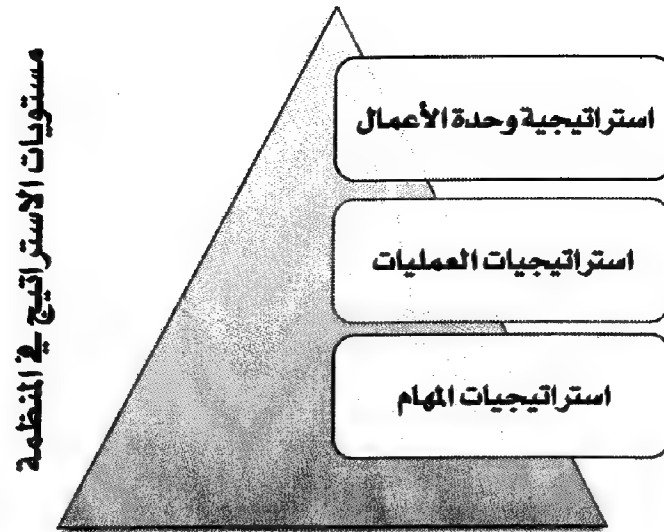 مستويات الاستراتيج في المنظمة
استراتيجية وحدة الأعمال
استراتيجيات العمليات
استراتيجيات المهام